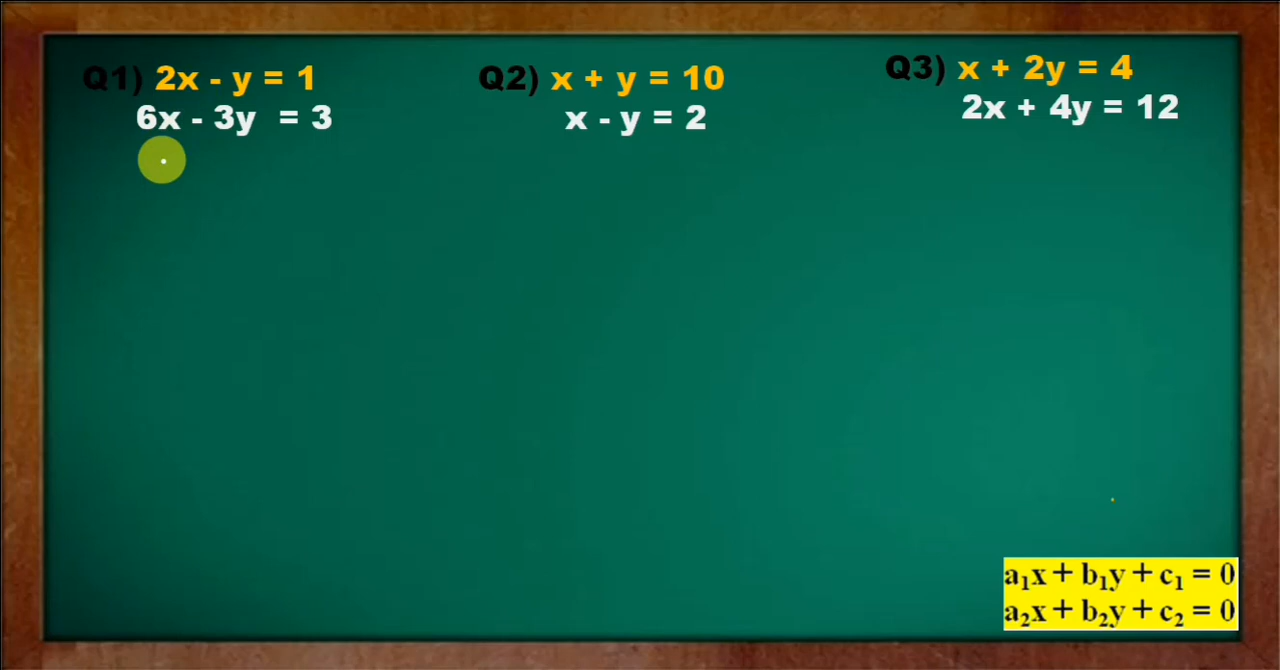 Q1) 2x - y = 1
6x - 3y = 3
Q2) x + y = 10
x - y = 2
Q3) x + 2y = 4
2x + 4y = 12
a₁x + b₁y + c₁ = 0
a₂x + b₂y + c₂ = 0